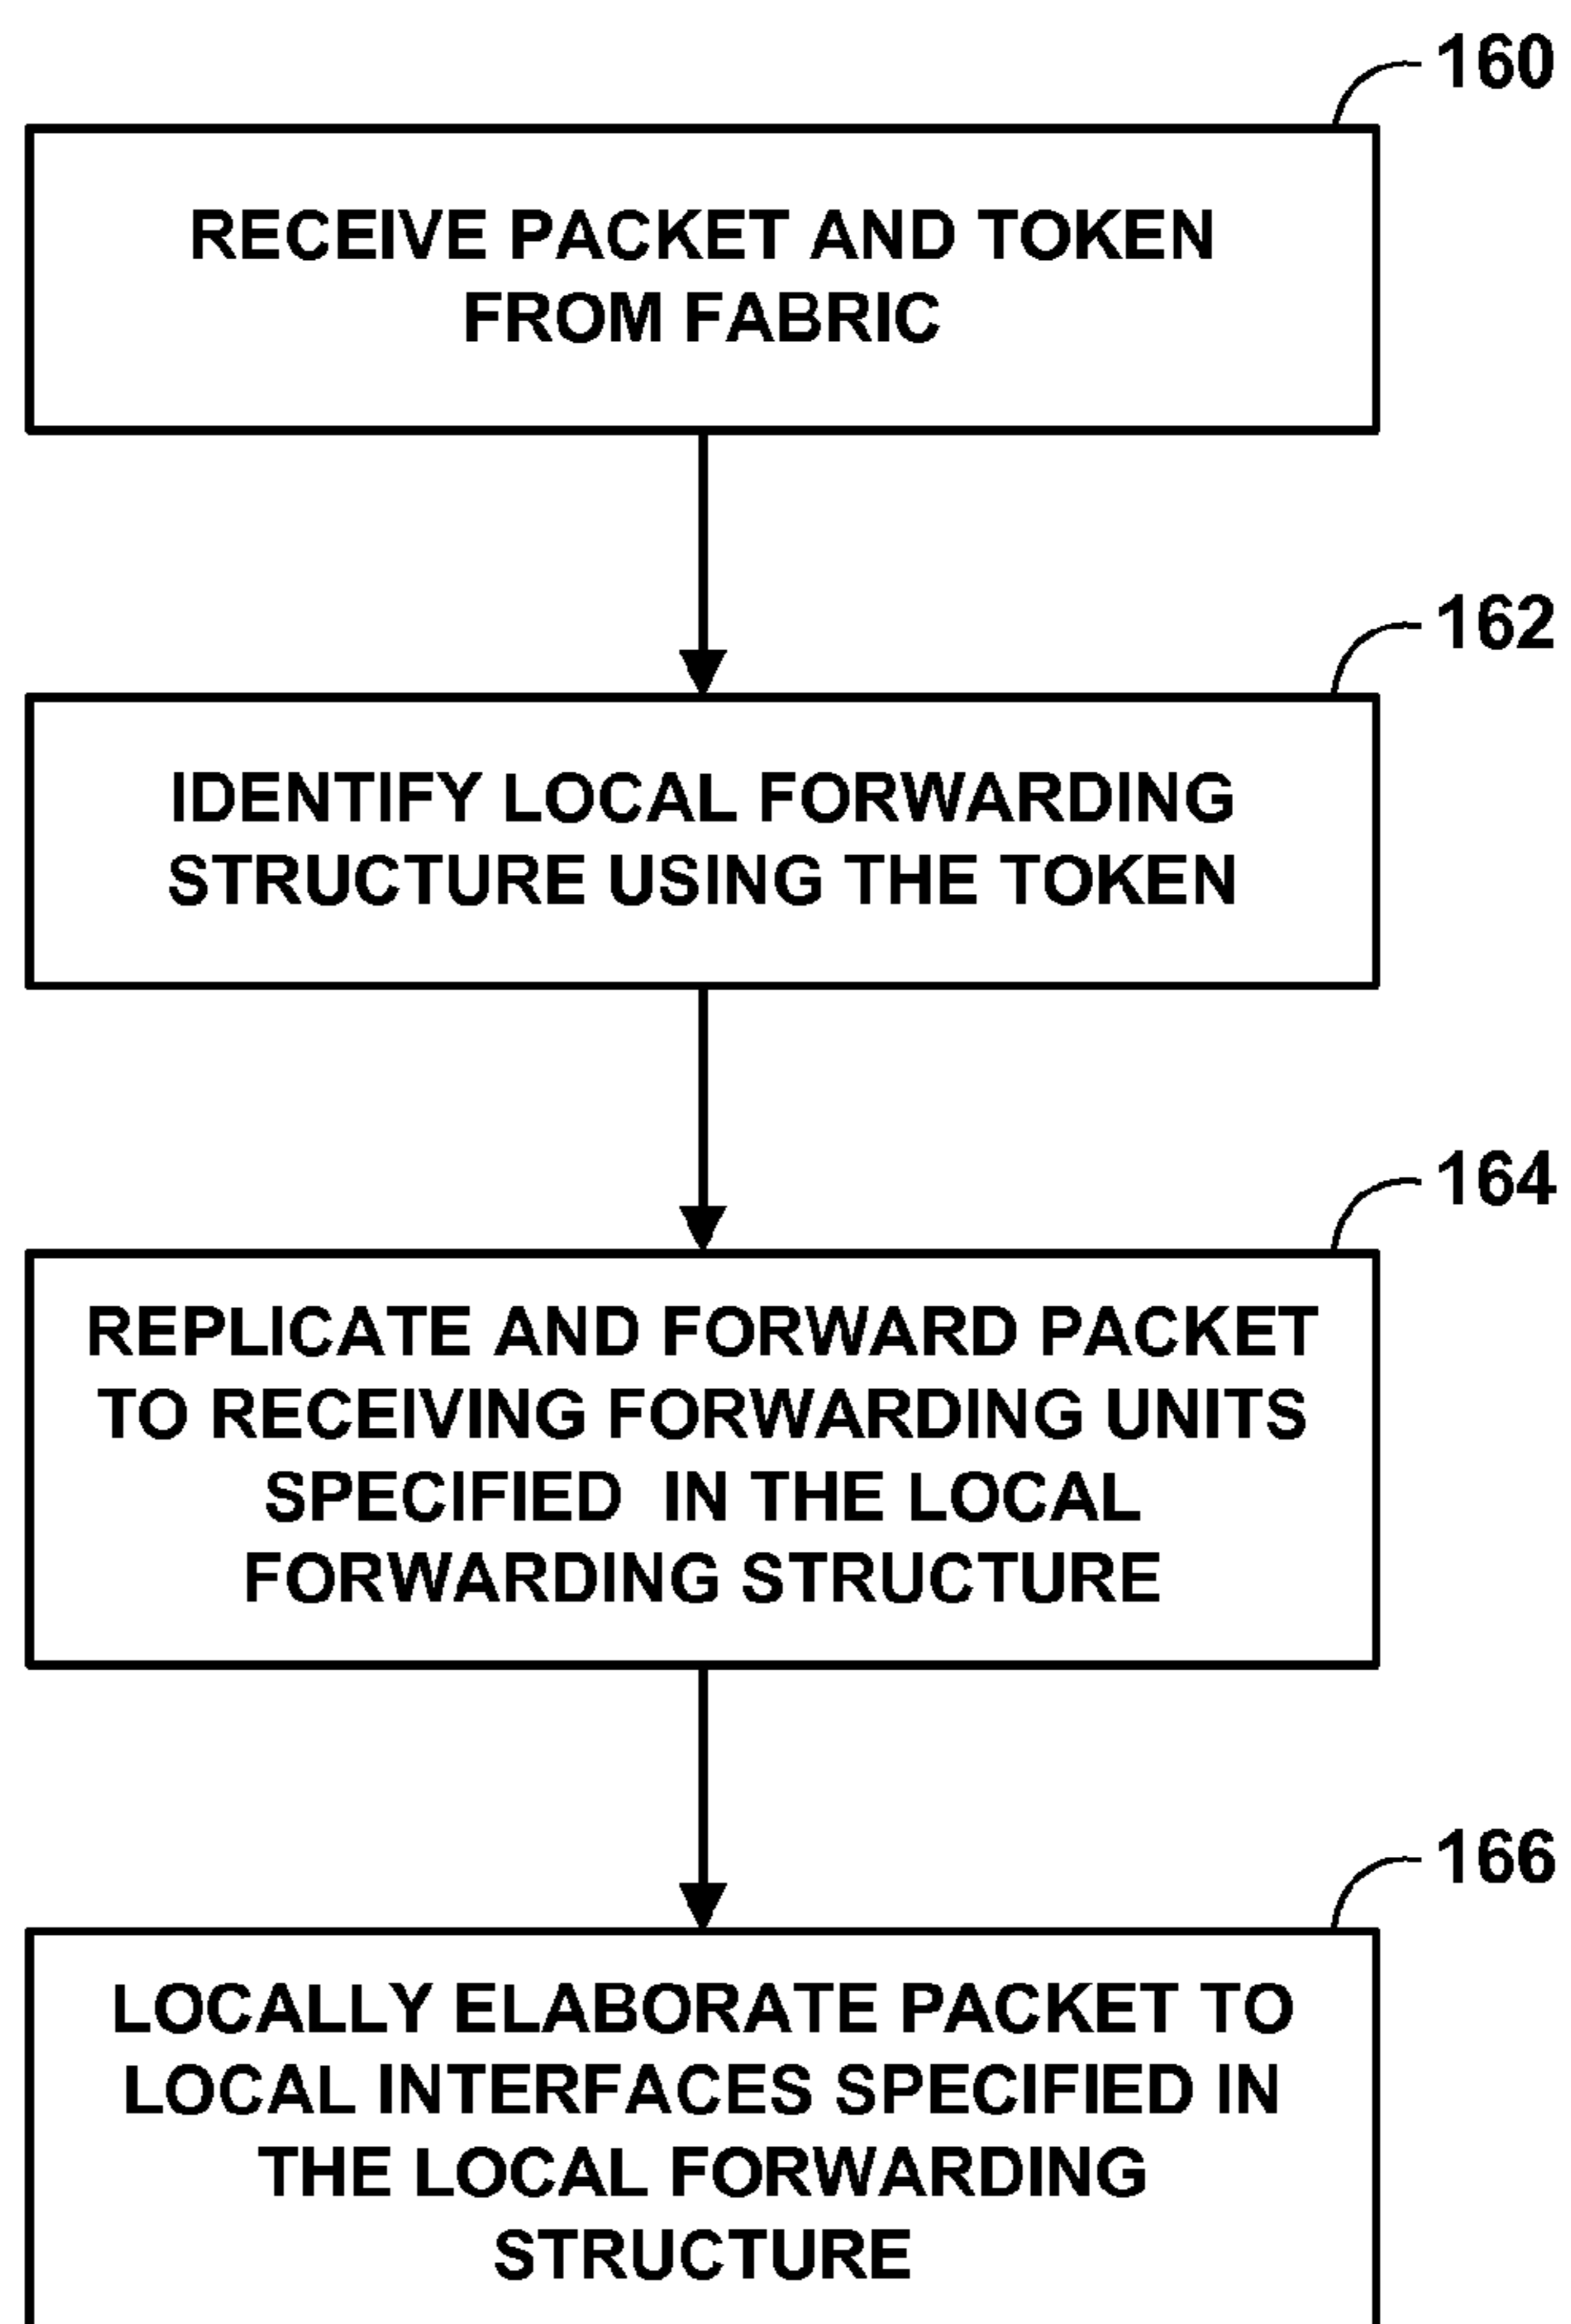 160
RECEIVE PACKET AND TOKEN
FROM FABRIC
162
IDENTIFY LOCAL FORWARDING
STRUCTURE USING THE TOKEN
164
REPLICATE AND FORWARD PACKET
TO RECEIVING FORWARDING UNITS
SPECIFIED IN THE LOCAL
FORWARDING STRUCTURE
166
LOCALLY ELABORATE PACKET TO
LOCAL INTERFACES SPECIFIED IN
THE LOCAL FORWARDING
STRUCTURE